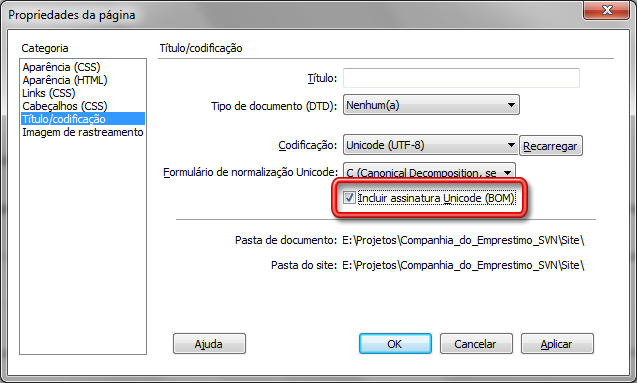 Propriedades da página
Categoria
Aparência (CSS)
Aparência (HTML)
Links (CSS)
Cabeçalhos (CSS)
Título/codificação
Imagem de rastreamento
Título/codificação
Título:
Tipo de documento (DTD): Nenhum(a)
Codificação: Unicode (UTF-8) Recarregar
Formulário de normalização Unicode: C (Canonical Decomposition, se
Incluir assinatura Unicode (BOM)
Pasta de documento: E:\Projetos\Companhia_do_Emprestimo_SVN\Site\
Pasta do site: E:\Projetos\Companhia_do_Emprestimo_SVN\Site\
Ajuda OK Cancelar Aplicar